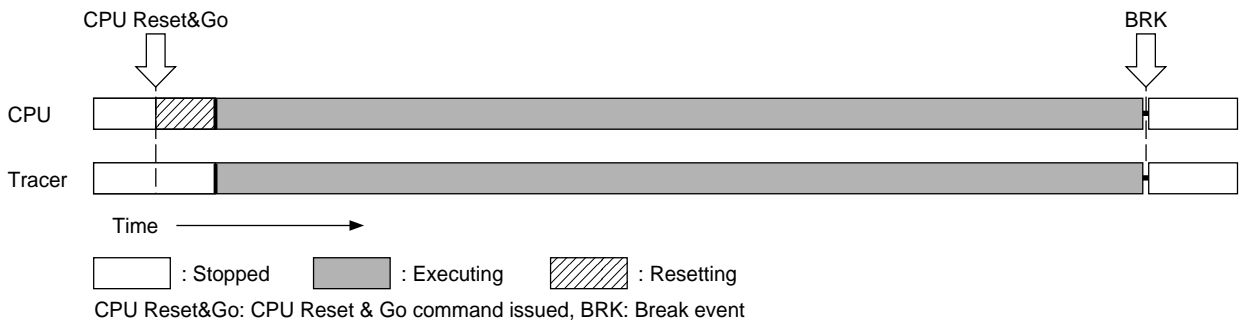 CPU Reset&Go
BRK
CPU
Tracer
Time
: Stopped
: Executing
: Resetting
CPU Reset&Go: CPU Reset & Go command issued, BRK: Break event